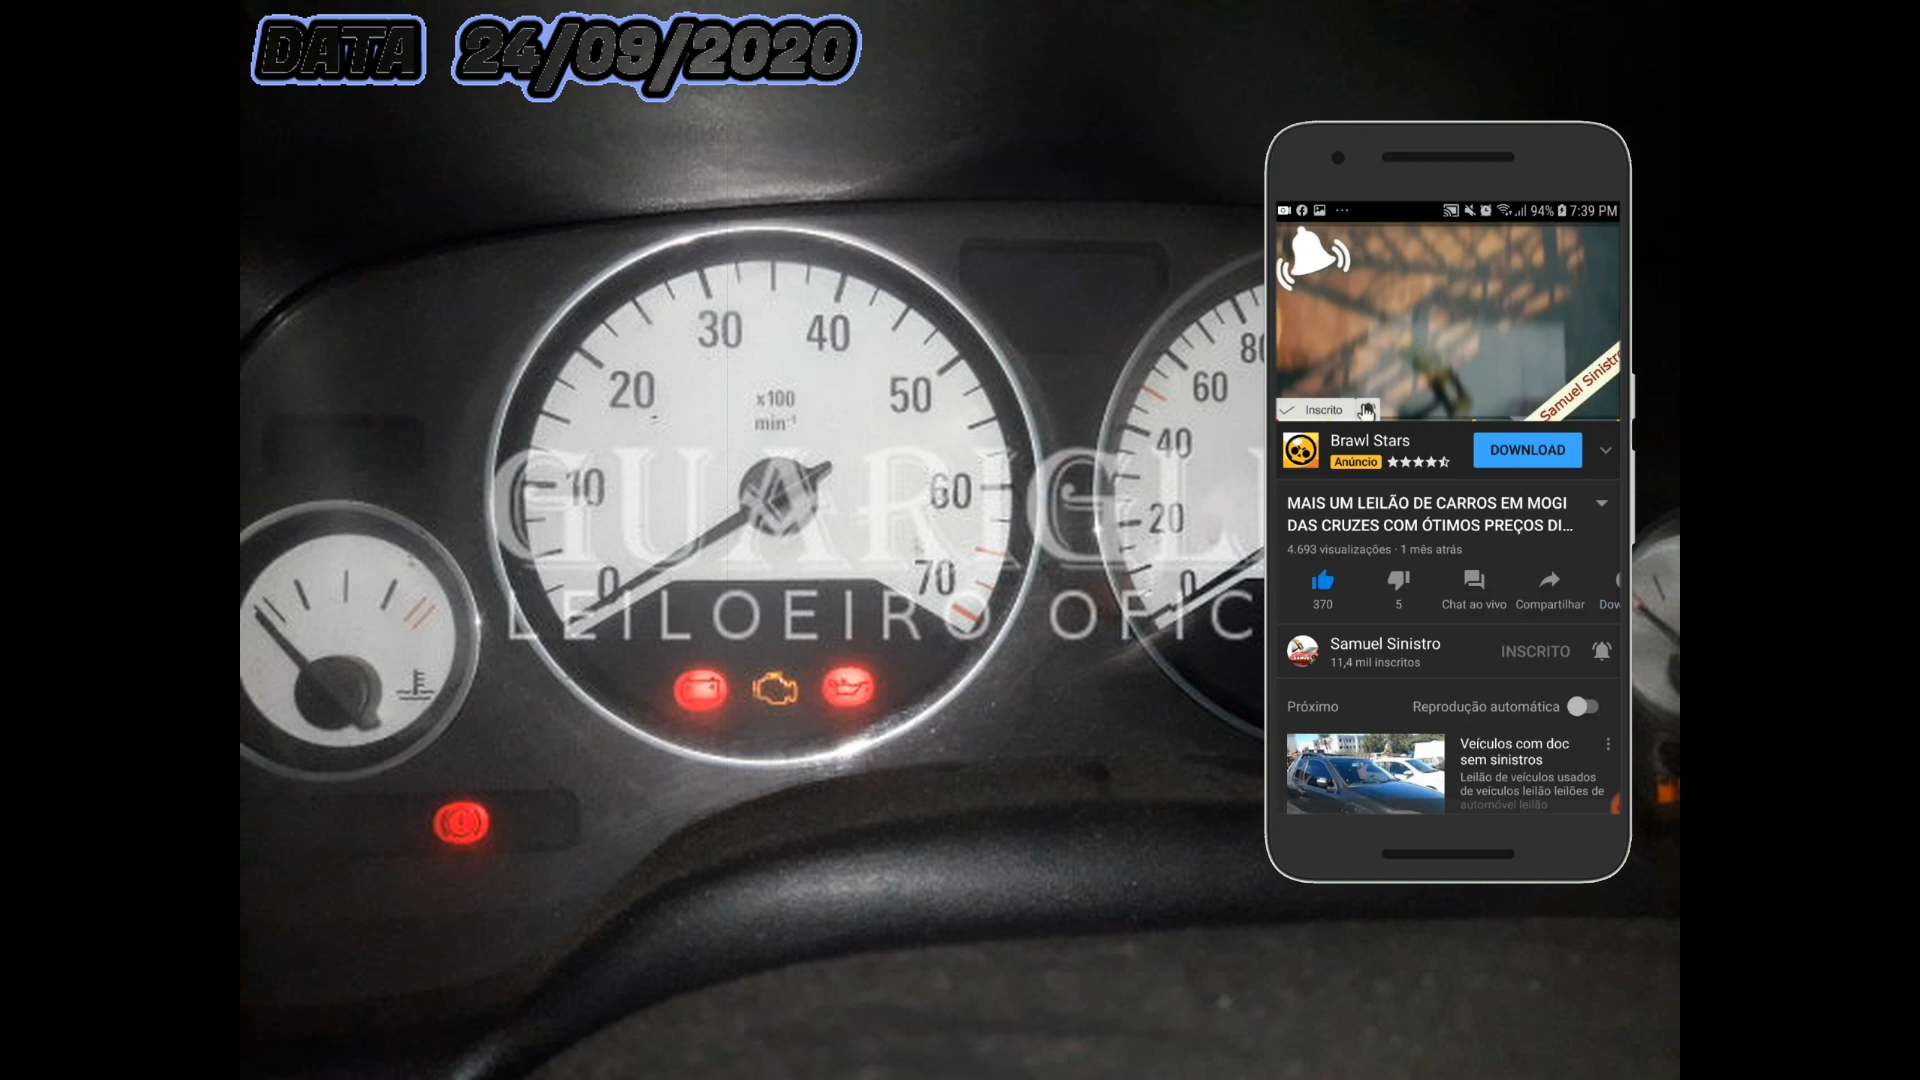 DATA 24/09/2020
10
20
30
40
50
60
70
0
x100
min⁻¹
0
20
40
60
GUARIGLI
LEILOEIRO OFIC
94% 7:39 PM
Samuel Sinistr
Inscrito
Brawl Stars
DOWNLOAD
Anúncio
MAIS UM LEILÃO DE CARROS EM MOGI
DAS CRUZES COM ÓTIMOS PREÇOS DI...
4.693 visualizações · 1 mês atrás
370
5
Chat ao vivo
Compartilhar
Dow
Samuel Sinistro
11,4 mil inscritos
INSCRITO
Próximo
Reprodução automática
Veículos com doc
sem sinistros
Leilão de veículos usados
de veículos leilão leilões de
automóvel leilão